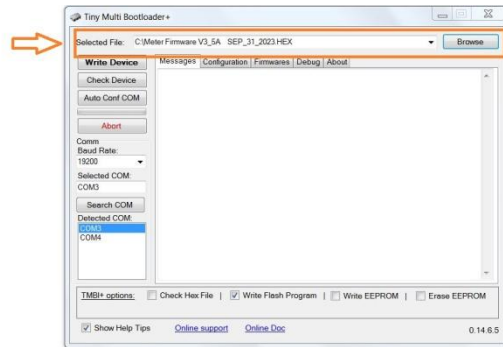 Tiny Multi Bootloader+
Selected File: C:\Meter Firmware V3_5A SEP_31_2023.HEX Browse
Write Device Messages Configuration Firmwares Debug About
Check Device
Auto Conf COM
Abort
Comm
Baud Rate:
19200
Selected COM:
COM3
Search COM
Detected COM:
COM3
COM4
TMBl+ options: Check Hex File | Write Flash Program | Write EEPROM | Erase EEPROM
Show Help Tips Online support Online Doc 0.14.6.5